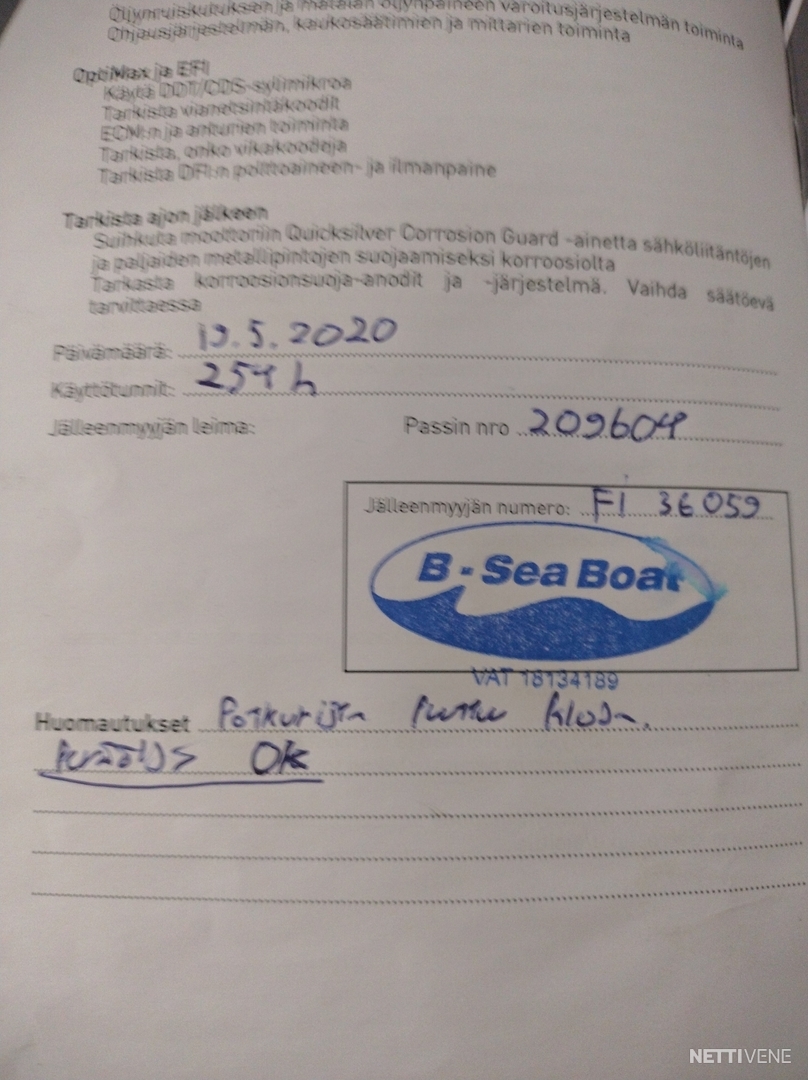 Öljynruiskutuksen ja matalan öljynpaineen varoitusjärjestelmän toiminta
Ohjausjärjestelmän, kaukosäätimien ja mittarien toiminta
OptiMax ja EFI
Käytä DDT/CDS-sylimikroa
Tarkista vianetsintäkoodit
ECM:n ja anturien toiminta
Tarkista, onko vikakoodeja
Tarkista DFI:n polttoaineen- ja ilmanpaine
Tarkista ajon jälkeen
Suihkuta moottoriin Quicksilver Corrosion Guard -ainetta sähköliitäntöjen
ja paljaiden metallipintojen suojaamiseksi korroosiolta
Tarkasta korroosionsuoja-anodit ja -järjestelmä. Vaihda säätöevä
tarvittaessa
Päivämäärä: 19.5.2020
Käyttötunnit: 254 h
Jälleenmyyjän leima: Passin nro 209604
Jälleenmyyjän numero: FI 36059
B-Sea Boat
VAT 18134189
Huomautukset Potkurijen
OK
NETTIVENE